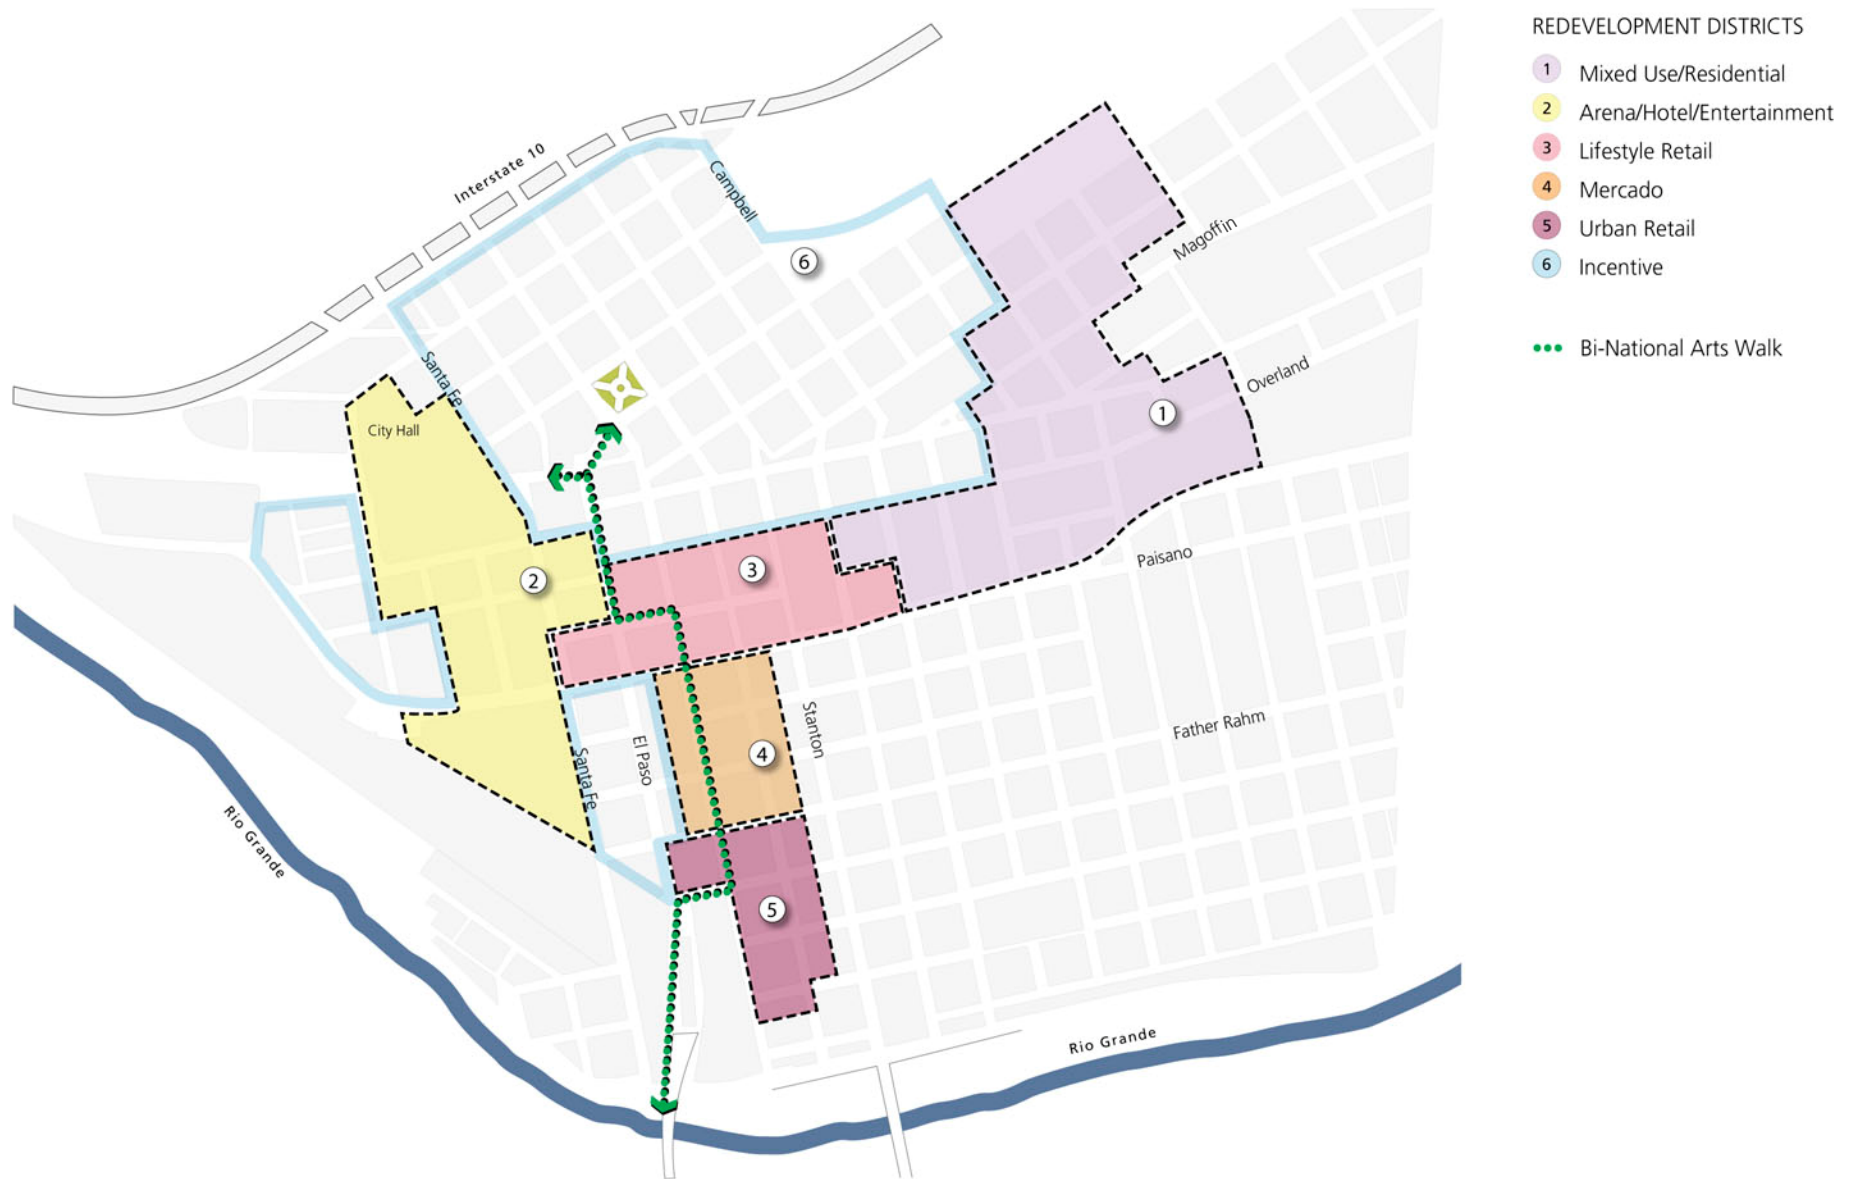 REDEVELOPMENT DISTRICTS
1 Mixed Use/Residential
2 Arena/Hotel/Entertainment
3 Lifestyle Retail
4 Mercado
5 Urban Retail
6 Incentive
Bi-National Arts Walk
Interstate 10
Campbell
6
Magoffin
Santa Fe
Overland
1
City Hall
Paisano
3
2
Stanton
Father Rahm
El Paso
4
Santa Fe
Rio Grande
5
Rio Grande